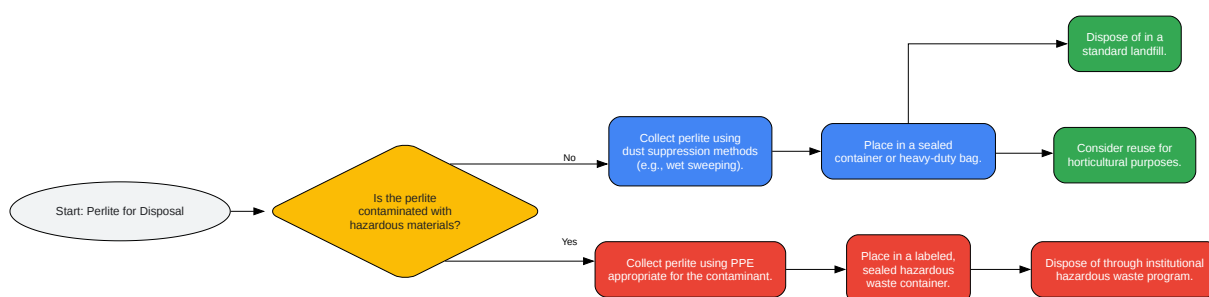 Start: Perlite for Disposal
Is the perlite
contaminated with
hazardous materials?
No
Collect perlite using
dust suppression methods
(e.g., wet sweeping).
Place in a sealed
container or heavy-duty bag.
Dispose of in a
standard landfill.
Consider reuse for
horticultural purposes.
Yes
Collect perlite using PPE
appropriate for the contaminant.
Place in a labeled,
sealed hazardous
waste container.
Dispose of through institutional
hazardous waste program.